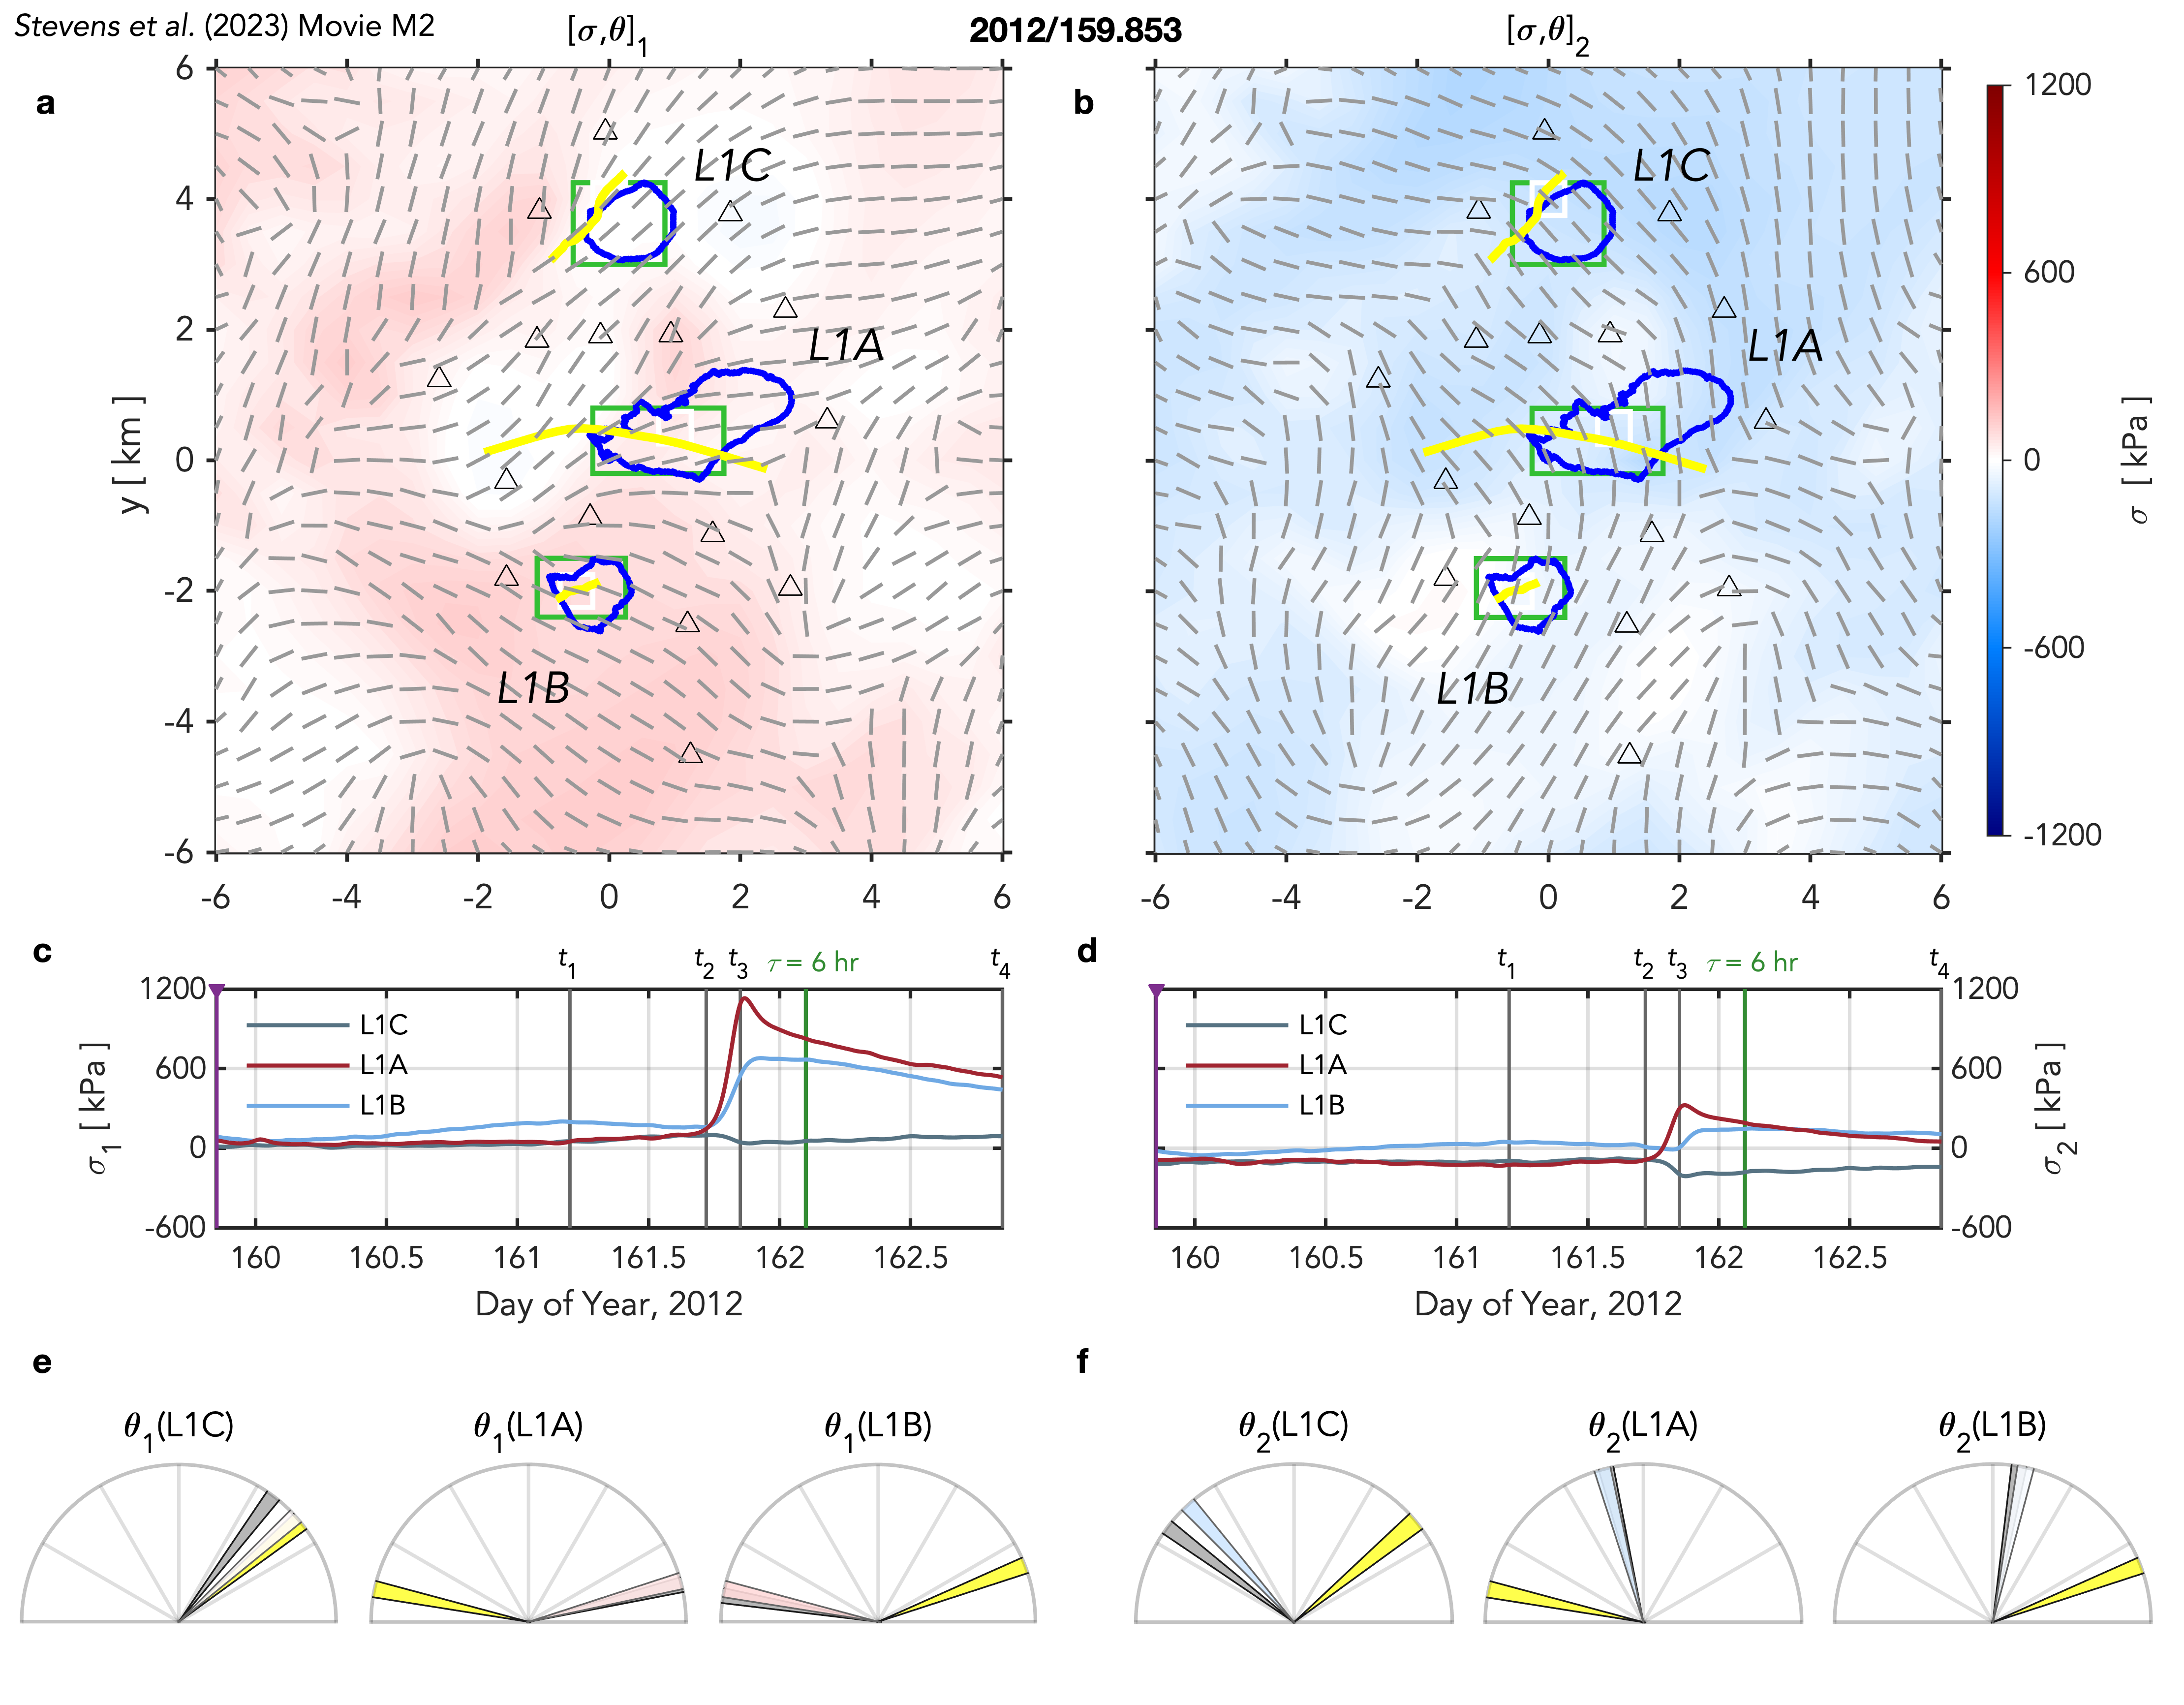 Stevens et al. (2023) Movie M2
[σ,θ]1
2012/159.853
[σ,θ]2
a
b
6
4
2
0
-2
-4
-6
y [ km ]
L1C
L1A
L1B
-6 -4 -2 0 2 4 6
L1C
L1A
L1B
-6 -4 -2 0 2 4 6
1200
600
0
-600
-1200
σ [ kPa ]
c
t1 t2 t3 τ = 6 hr t4
1200
600
0
-600
σ1 [ kPa ]
L1C
L1A
L1B
160 160.5 161 161.5 162 162.5
Day of Year, 2012
d
t1 t2 t3 τ = 6 hr t4
1200
600
0
-600
σ2 [ kPa ]
L1C
L1A
L1B
160 160.5 161 161.5 162 162.5
Day of Year, 2012
e
θ1(L1C) θ1(L1A) θ1(L1B)
f
θ2(L1C) θ2(L1A) θ2(L1B)